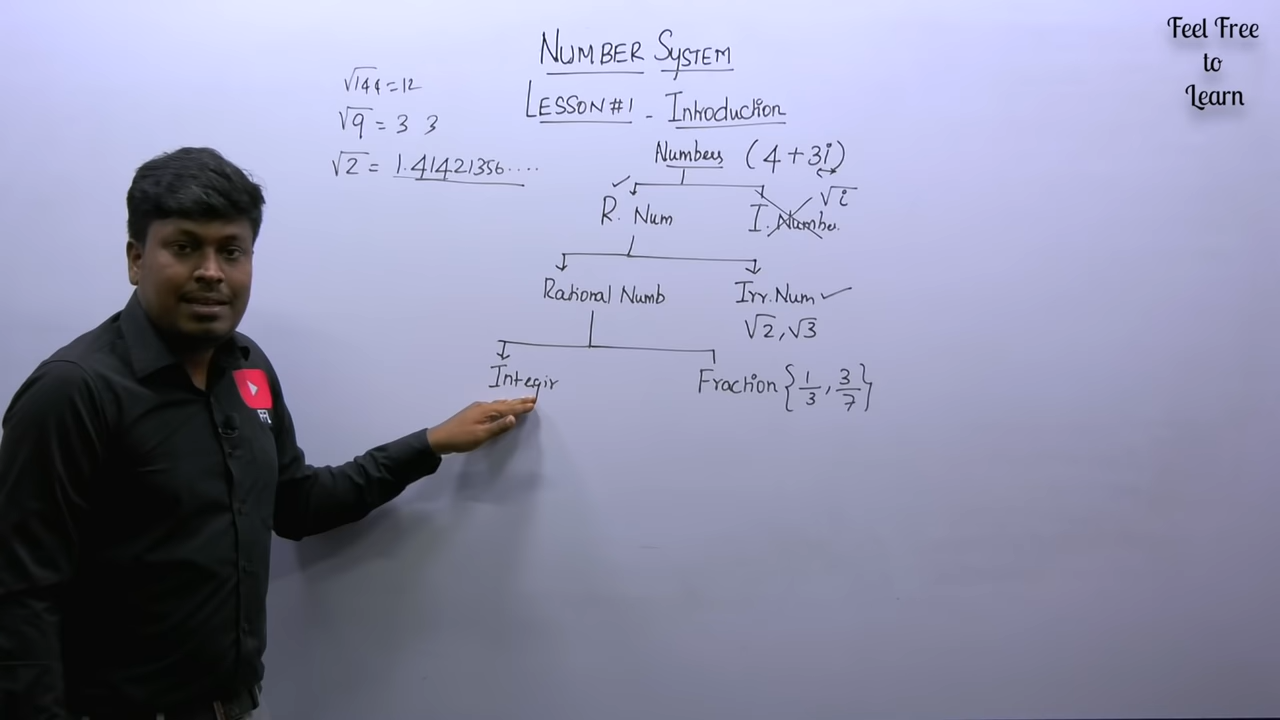 Feel Free
to
Learn
NUMBER SYSTEM
LESSON #1 - Introduction
√144 = 12
√9 = 3 3
√2 = 1.41421356....
Numbers (4+3i)
✓ R. Num I. Number √i
Rational Numb Irr. Num ✓
√2, √3
Integir Fraction {1/3, 3/7}